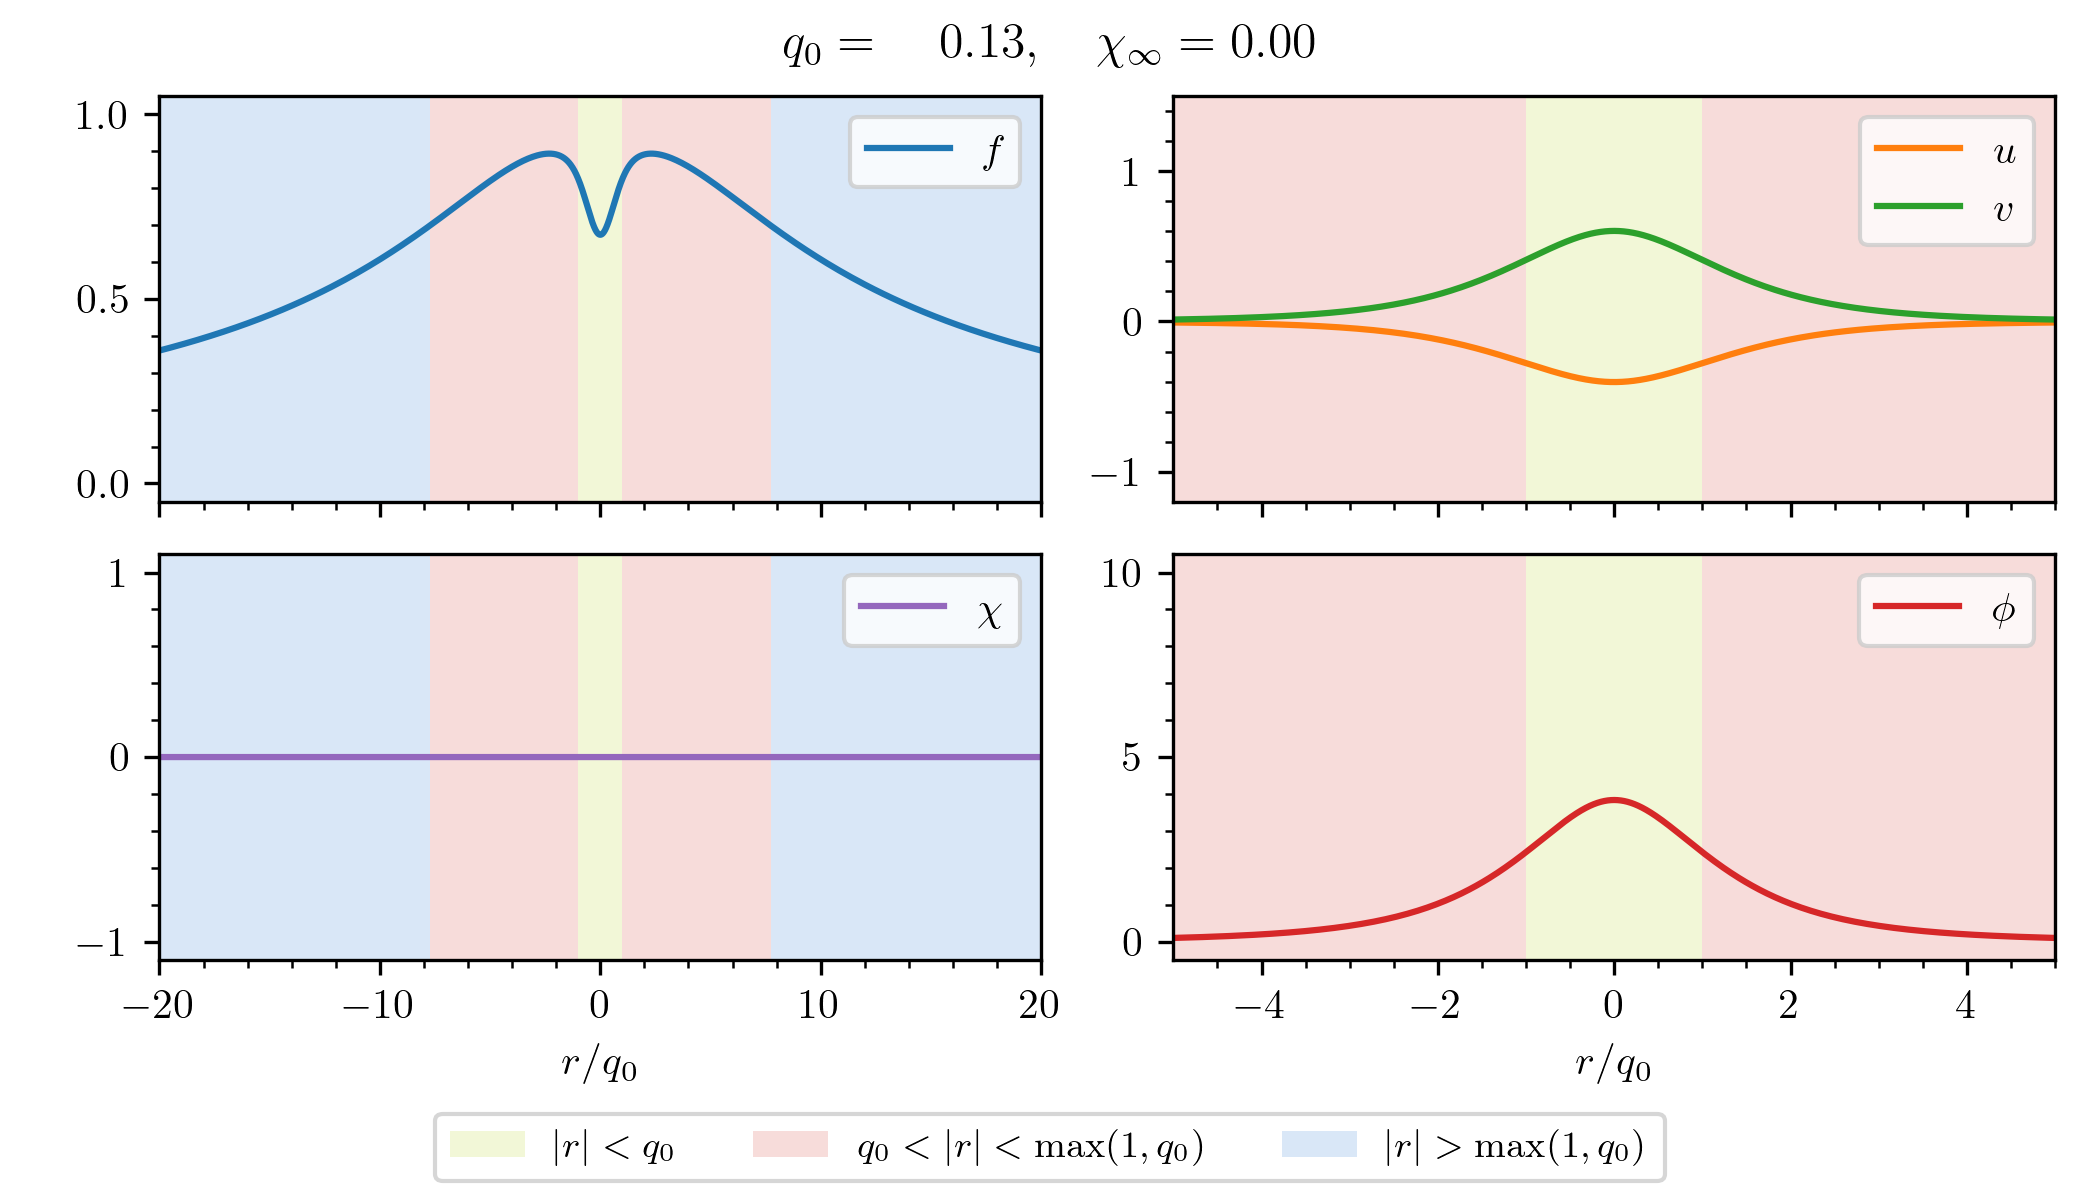 q₀ = 0.13, χ∞ = 0.00
1.0
0.5
0.0
f
1
0
−1
u
v
1
0
−1
χ
−20 −10 0 10 20
r/q₀
10
5
0
ϕ
−4 −2 0 2 4
r/q₀
|r| < q₀ q₀ < |r| < max(1, q₀) |r| > max(1, q₀)